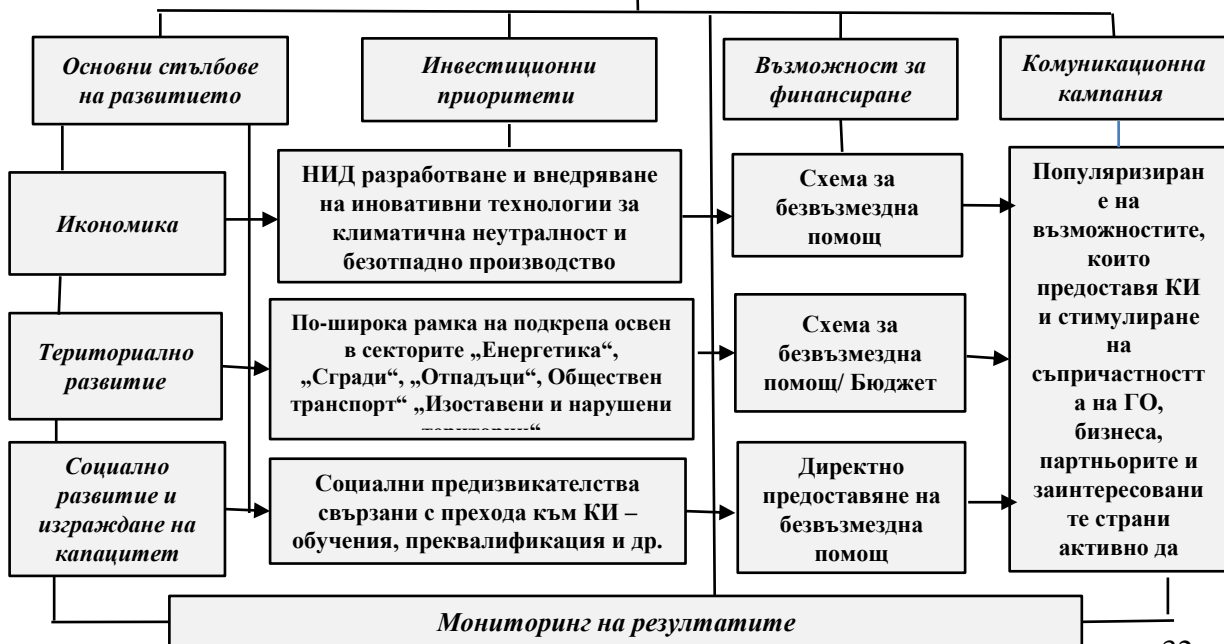 Основни стълбове
на развитието
Инвестиционни
приоритети
Възможност за
финансиране
Комуникационна
кампания
Икономика
НИД разработване и внедряване
на иновативни технологии за
климатична неутралност и
безотпадно производство
Схема за
безвъзмездна
помощ
Териториално
развитие
По-широка рамка на подкрепа освен
в секторите „Енергетика“,
„Сгради“, „Отпадъци“, Обществен
транспорт“ „Изоставени и нарушени
Схема за
безвъзмездна
помощ/ Бюджет
Социално
развитие и
изграждане на
капацитет
Социални предизвикателства
свързани с прехода към КИ –
обучения, преквалификация и др.
Директно
предоставяне на
безвъзмездна
помощ
Популяризиран
е на
възможностите,
които
предоставя КИ
и стимулиране
на
съпричастностт
а на ГО,
бизнеса,
партньорите и
заинтересовани
те страни
активно да
Мониторинг на резултатите